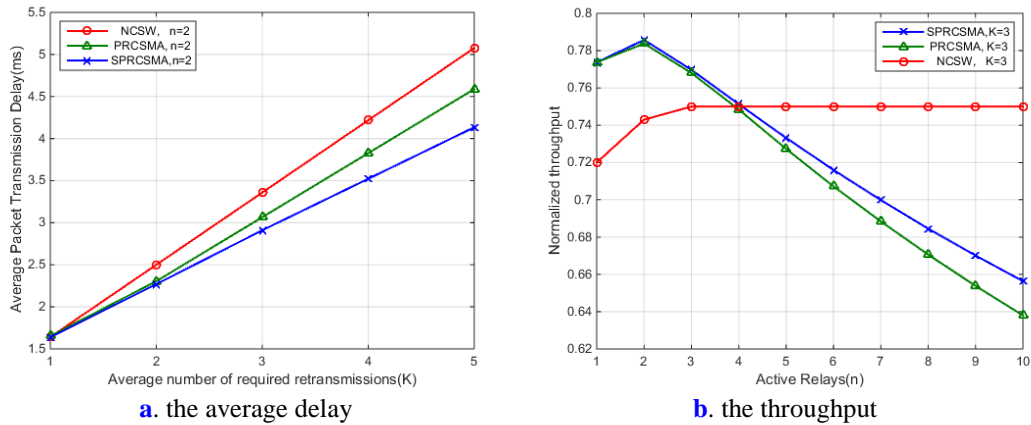 5.5
5
4.5
4
3.5
3
2.5
2
1.5
1 2 3 4 5
Average Packet Transmission Delay(ms)
Average number of required retransmissions(K)
NCSW, n=2
PRCSMA, n=2
SPRCSMA, n=2
a. the average delay
0.8
0.78
0.76
0.74
0.72
0.7
0.68
0.66
0.64
0.62
1 2 3 4 5 6 7 8 9 10
Normalized throughput
Active Relays(n)
SPRCSMA,K=3
PRCSMA, K=3
NCSW, K=3
b. the throughput